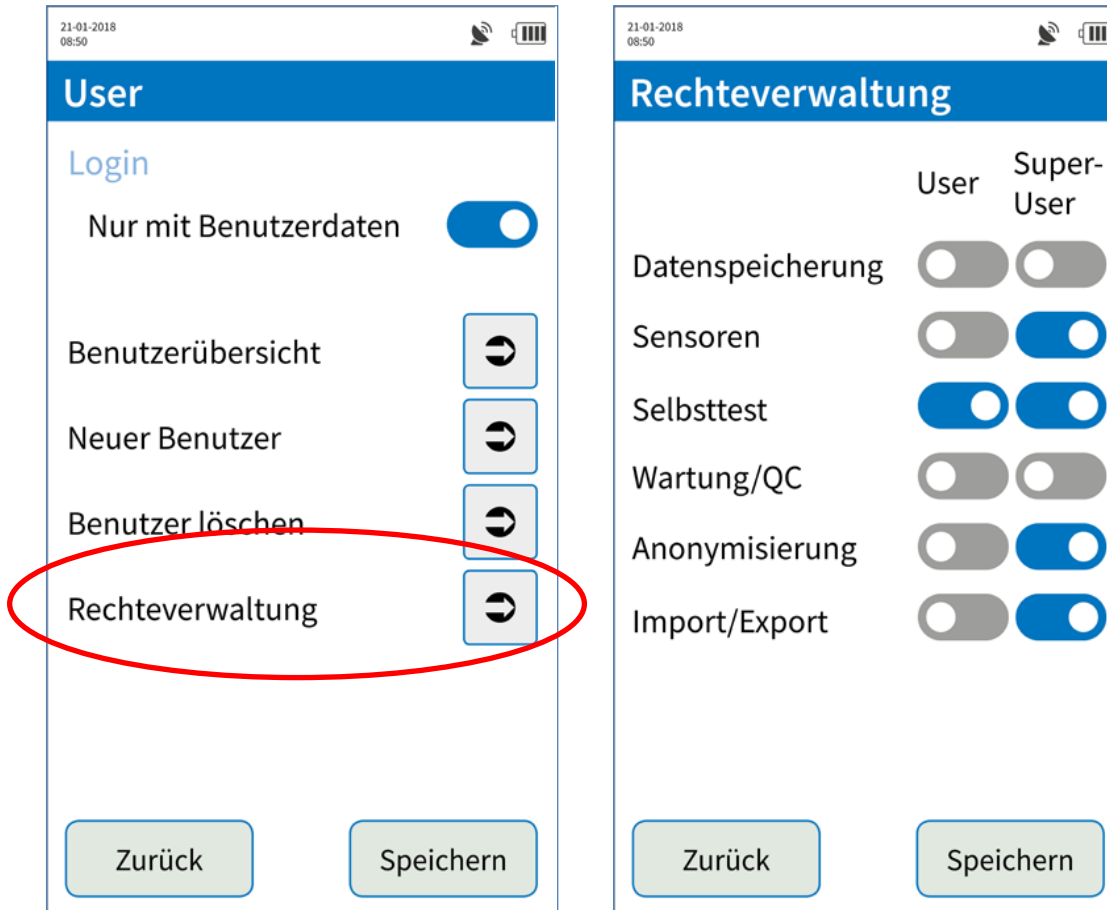 21-01-2018
08:50
User
Login
Nur mit Benutzerdaten
Benutzerübersicht
Neuer Benutzer
Benutzer löschen
Rechteverwaltung
Zurück
Speichern
21-01-2018
08:50
Rechteverwaltung
User
Super-
User
Datenspeicherung
Sensoren
Selbsttest
Wartung/QC
Anonymisierung
Import/Export
Zurück
Speichern